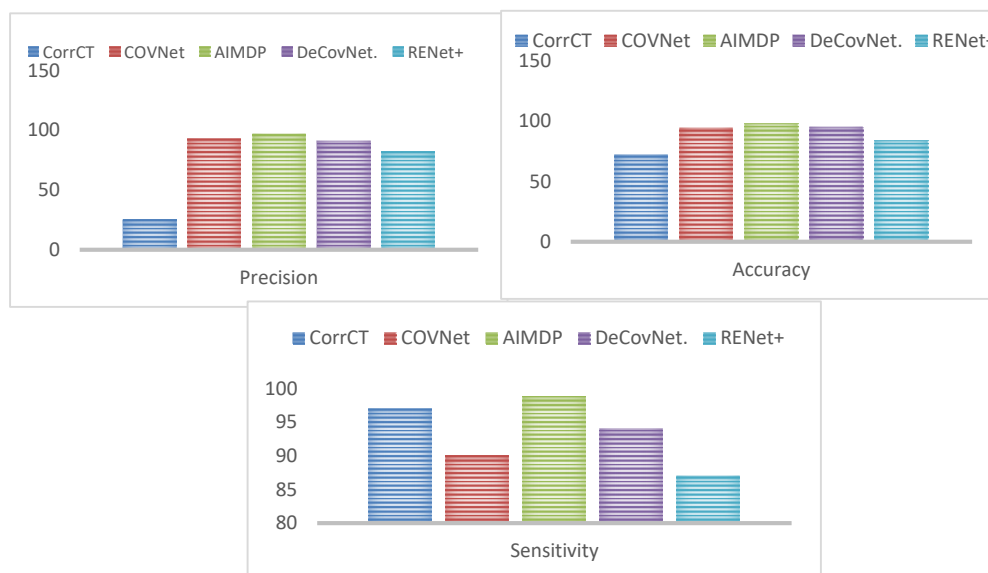 CorrCT COVNet AIMDP DeCovNet. RENet+
150
100
50
0
Precision
CorrCT COVNet AIMDP DeCovNet. RENet+
150
100
50
0
Accuracy
CorrCT COVNet AIMDP DeCovNet. RENet+
100
95
90
85
80
Sensitivity